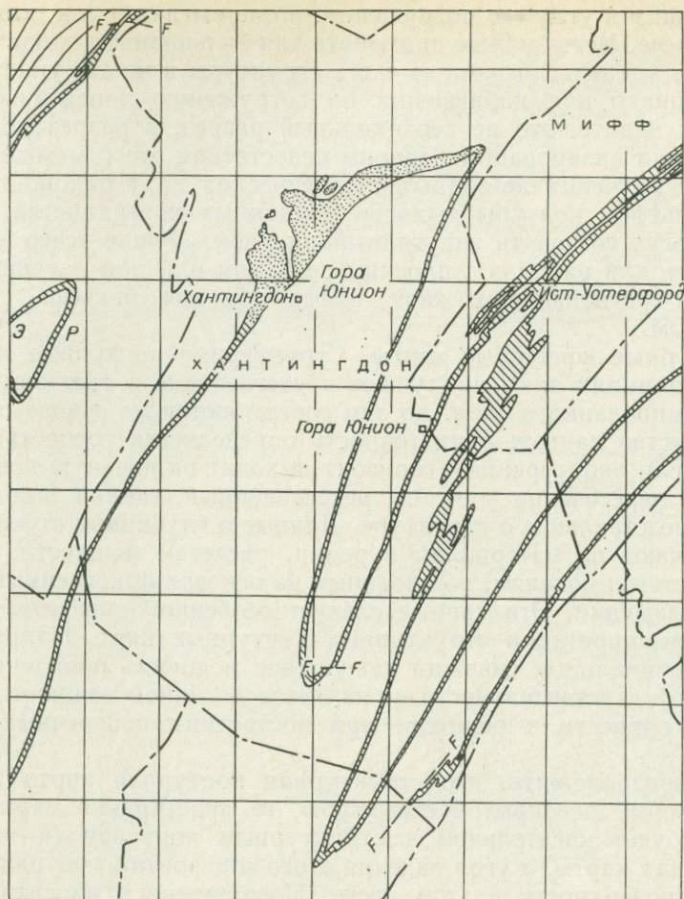 F F
МИФФ
Гора
Юнион
Хантингдон
Ист-Уотерфорд
Э Р
ХАНТИНГДОН
Гора Юнион
F
F
F